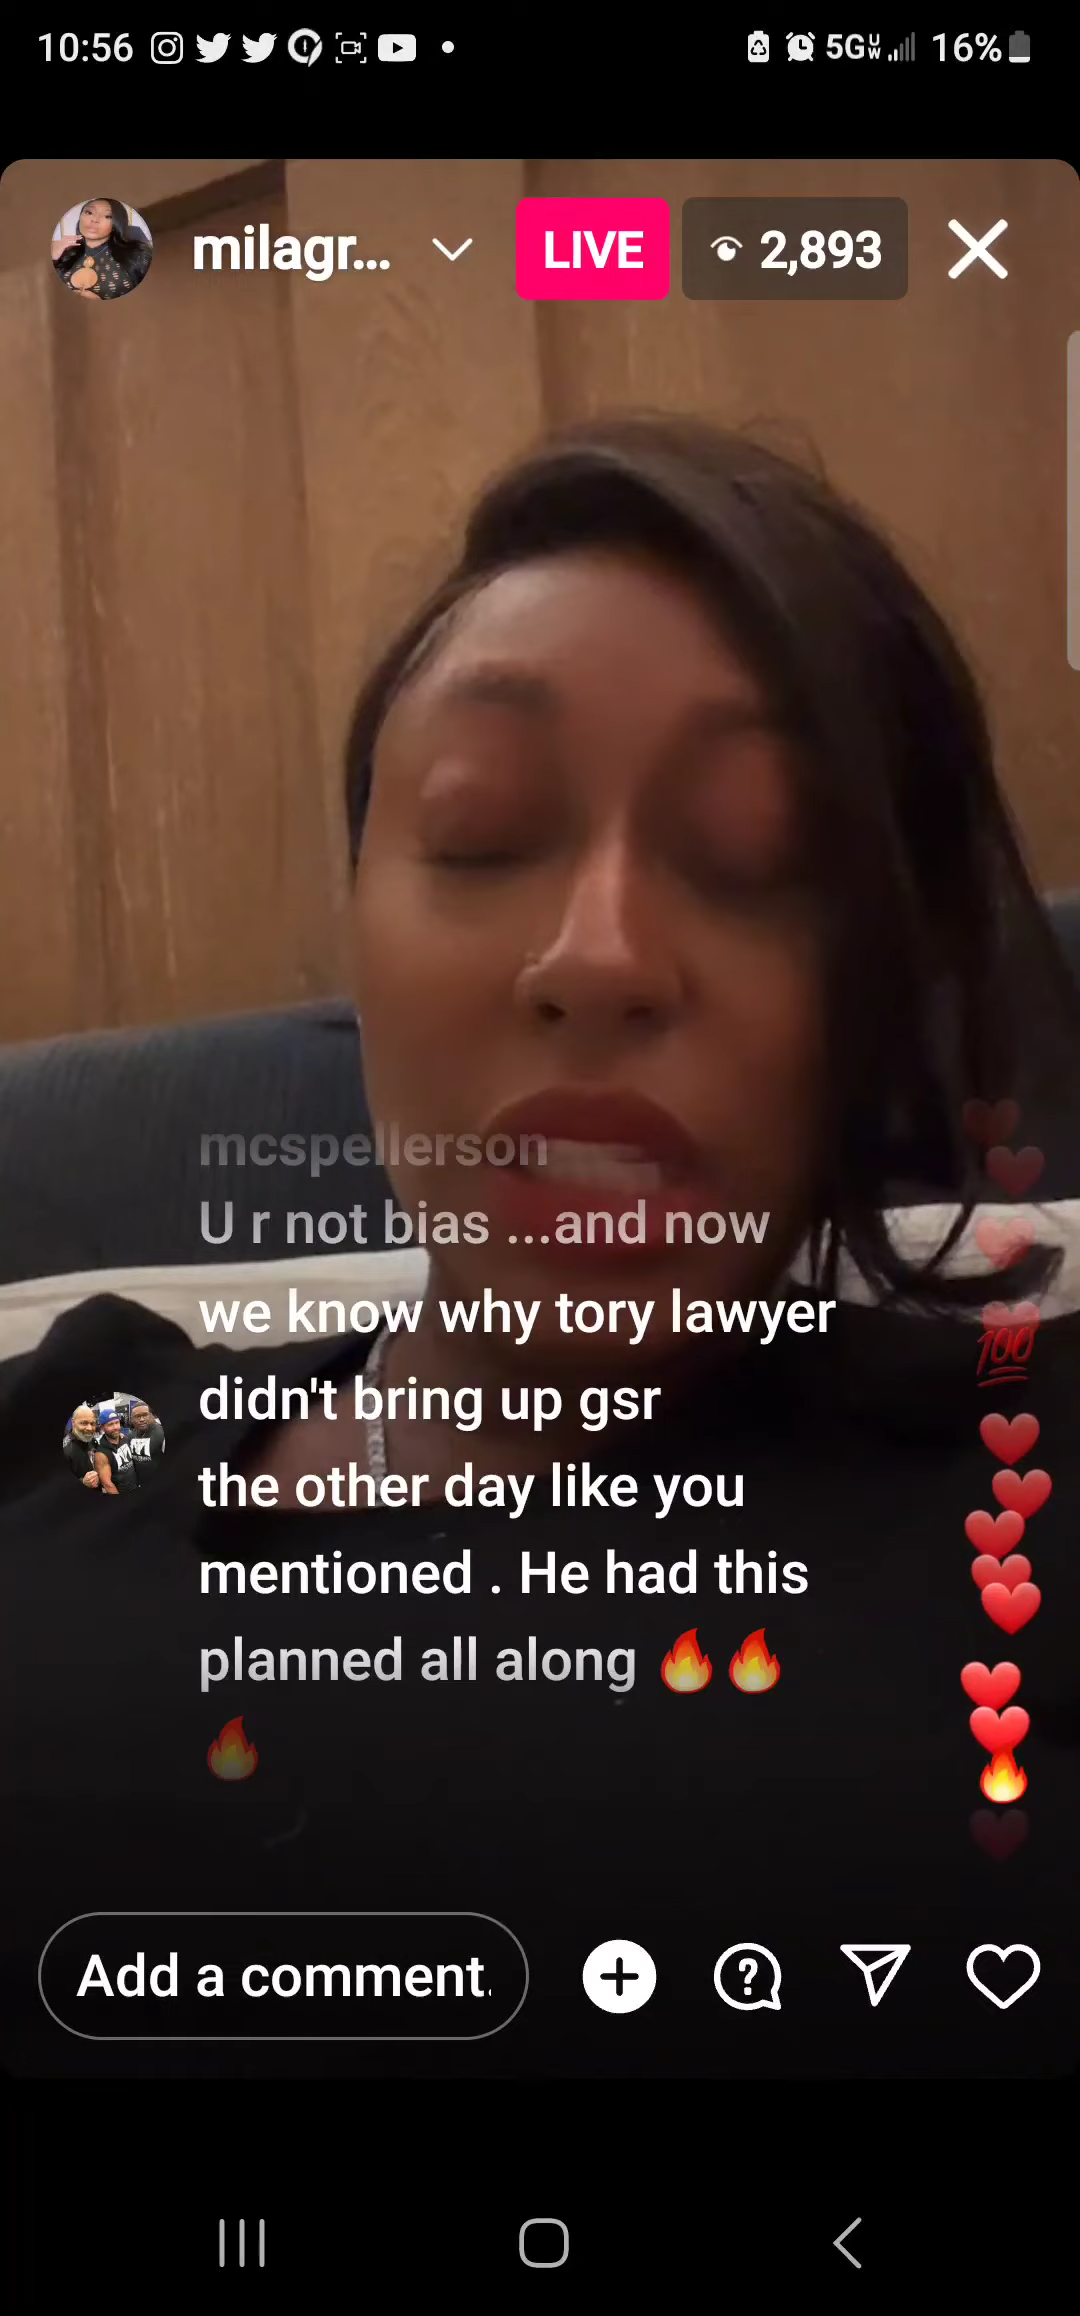 10:56
5G UW 16%
milagr... LIVE 2,893
mcspellerson
U r not bias ...and now
we know why tory lawyer
didn't bring up gsr
the other day like you
mentioned . He had this
planned all along 🔥🔥
🔥
💯
Add a comment.